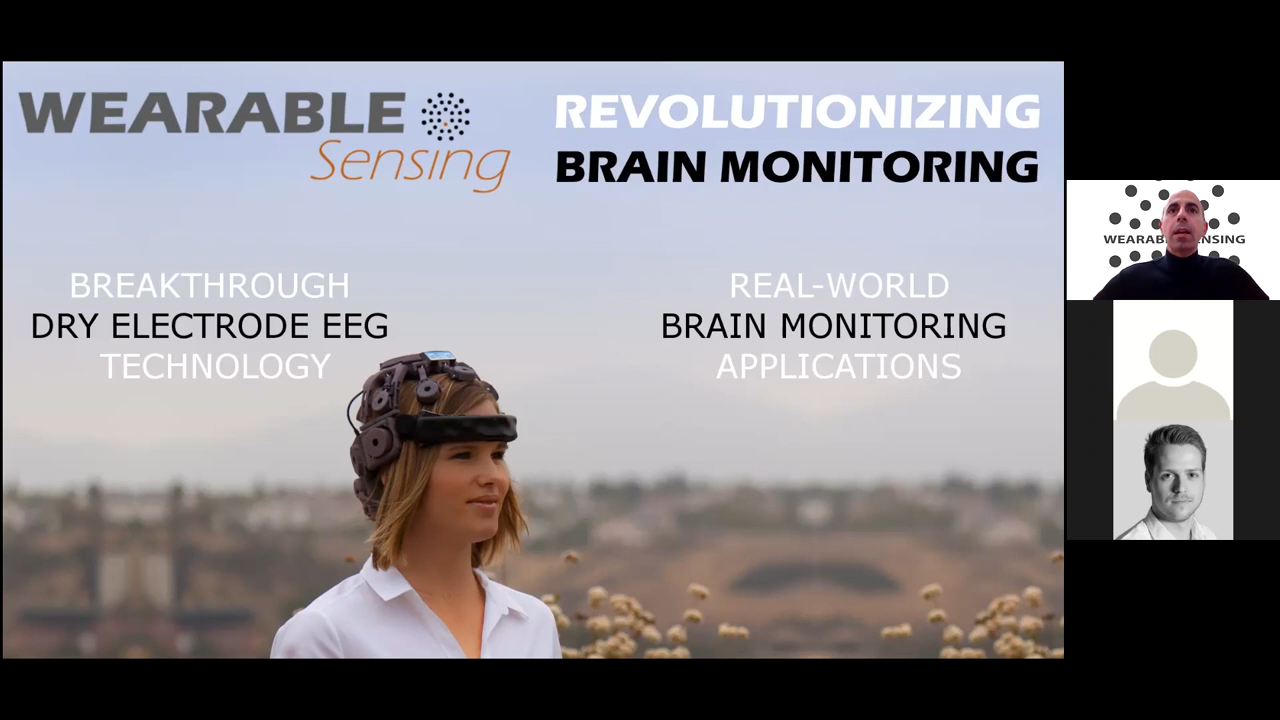 WEARABLE
Sensing
REVOLUTIONIZING
BRAIN MONITORING
BREAKTHROUGH
DRY ELECTRODE EEG
TECHNOLOGY
REAL-WORLD
BRAIN MONITORING
APPLICATIONS